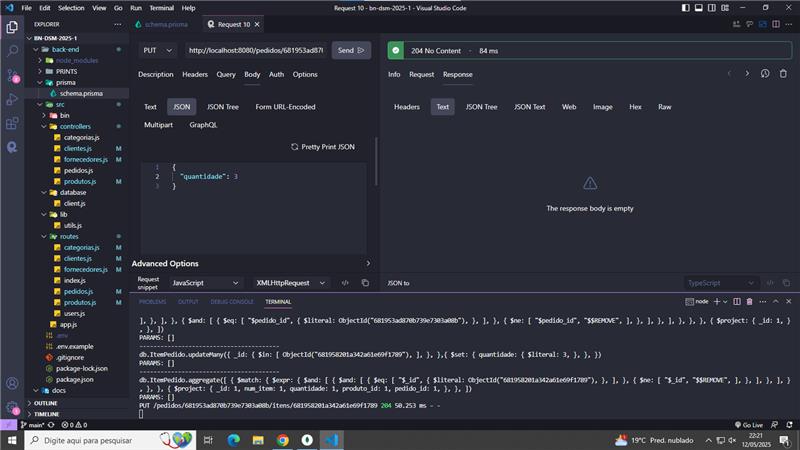 File Edit Selection View Go Run Terminal Help
Request 10 - bn-dsm-2025-1 - Visual Studio Code
EXPLORER
BN-DSM-2025-1
back-end
node_modules
PRINTS
prisma
schema.prisma
src
bin
controllers
categorias.js
clientes.js M
fornecedores.js M
pedidos.js
produtos.js M
database
client.js
lib
utils.js
routes
categorias.js M
clientes.js M
fornecedores.js M
index.js
pedidos.js M
produtos.js M
users.js
app.js
.env
.env.example
.gitignore
package-lock.json
package.json
docs
OUTLINE
TIMELINE
schema.prisma Request 10
PUT http://localhost:8080/pedidos/681953ad87 Send
Description Headers Query Body Auth Options
Text JSON JSON Tree Form URL-Encoded
Multipart GraphQL
Pretty Print JSON
1 {
2 "quantidade": 3
3 }
Advanced Options
Request snippet JavaScript XMLHttpRequest
204 No Content - 84 ms
Info Request Response
Headers Text JSON Tree JSON Text Web Image Hex Raw
The response body is empty
JSON to TypeScript
PROBLEMS OUTPUT DEBUG CONSOLE TERMINAL
node
], }, ], }, { $and: [ { $eq: [ "$pedido_id", { $literal: ObjectId("681953ad870b739e7303a08b"), }, ], }, { $ne: [ "$pedido_id", "$$REMOVE", ], }, ], }, ], }, }, }, { $project: { _id: 1, }
, }, ])
PARAMS: []
db.ItemPedido.updateMany({ _id: { $in: [ ObjectId("681958201a342a61e69f1789"), ], }, },{$set: { quantidade: { $literal: 3, }, }, })
PARAMS: []
db.ItemPedido.aggregate([ { $match: { $expr: { $and: [ { $and: [ { $eq: [ "$_id", { $literal: ObjectId("681958201a342a61e69f1789"), }, ], }, { $ne: [ "$_id", "$$REMOVE", ], }, ], }, ], }
, }, }, { $project: { _id: 1, num_item: 1, quantidade: 1, produto_id: 1, pedido_id: 1, }, }, ])
PARAMS: []
PUT /pedidos/681953ad870b739e7303a08b/itens/681958201a342a61e69f1789 204 50.253 ms - -
main* 0 0
Go Live
Digite aqui para pesquisar
19°C Pred. nublado
22:21
12/05/2025